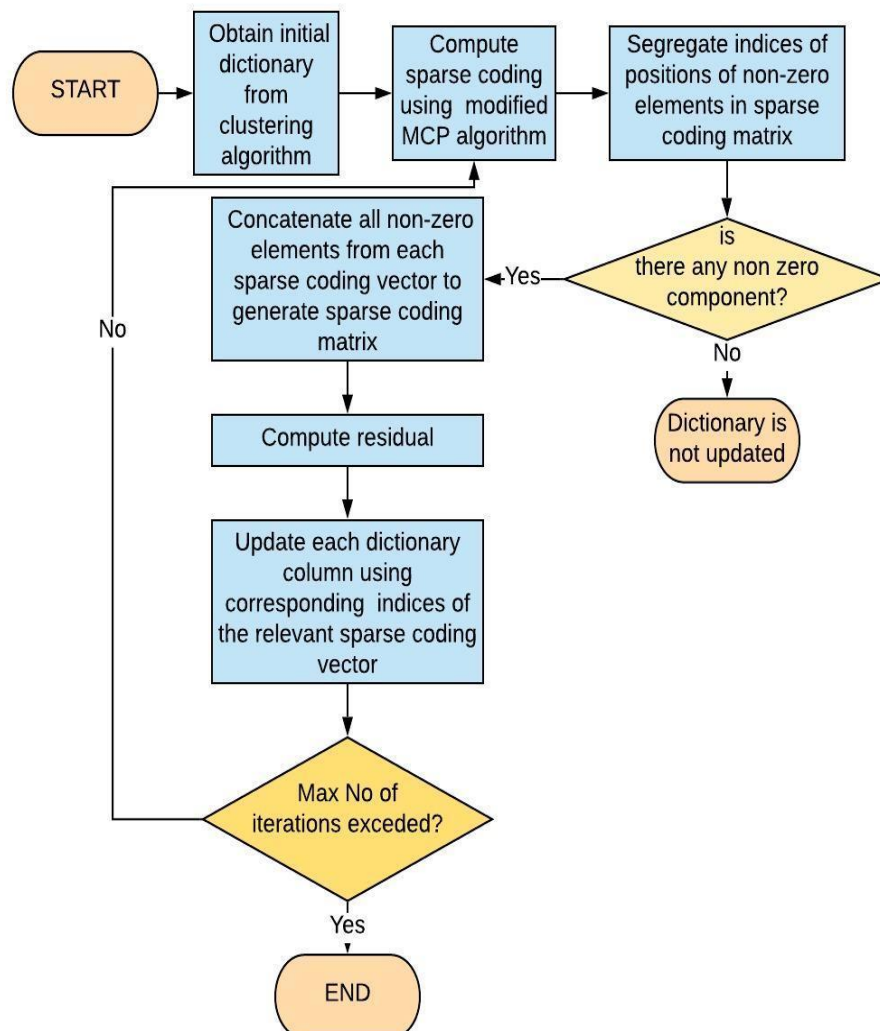 START
Obtain initial
dictionary
from
clustering
algorithm
Compute
sparse coding
using modified
MCP algorithm
Segregate indices of
positions of non-zero
elements in sparse
coding matrix
is
there any non zero
component?
Yes
No
Dictionary is
not updated
Concatenate all non-zero
elements from each
sparse coding vector to
generate sparse coding
matrix
Compute residual
Update each dictionary
column using
corresponding indices of
the relevant sparse coding
vector
Max No of
iterations exceded?
No
Yes
END